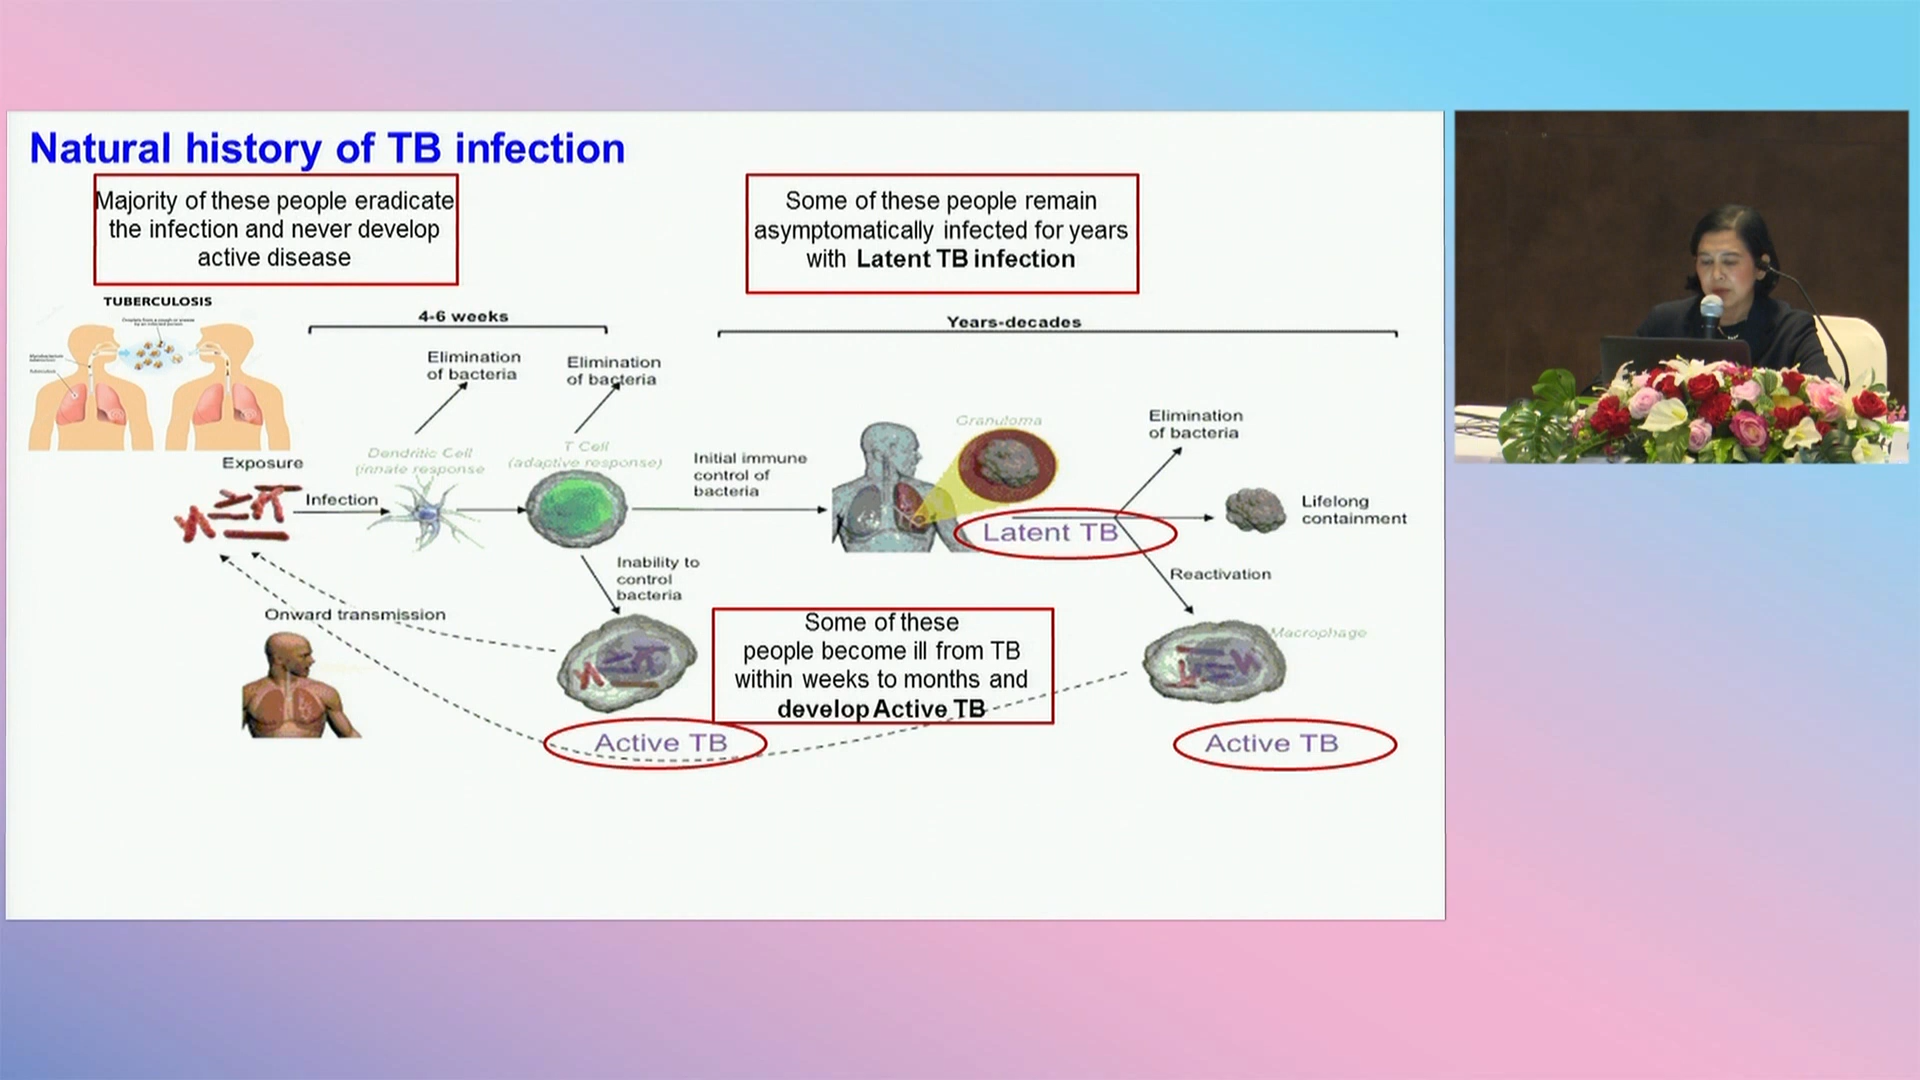 Natural history of TB infection
Majority of these people eradicate
the infection and never develop
active disease
Some of these people remain
asymptomatically infected for years
with Latent TB infection
TUBERCULOSIS
4-6 weeks
Years-decades
Elimination
of bacteria
Elimination
of bacteria
Dendritic Cell
(innate response
T Cell
(adaptive response)
Granuloma
Elimination
of bacteria
Exposure
Infection
Initial immune
control of
bacteria
Latent TB
Lifelong
containment
Inability to
control
bacteria
Reactivation
Onward transmission
Some of these
people become ill from TB
within weeks to months and
develop Active TB
Macrophage
Active TB
Active TB